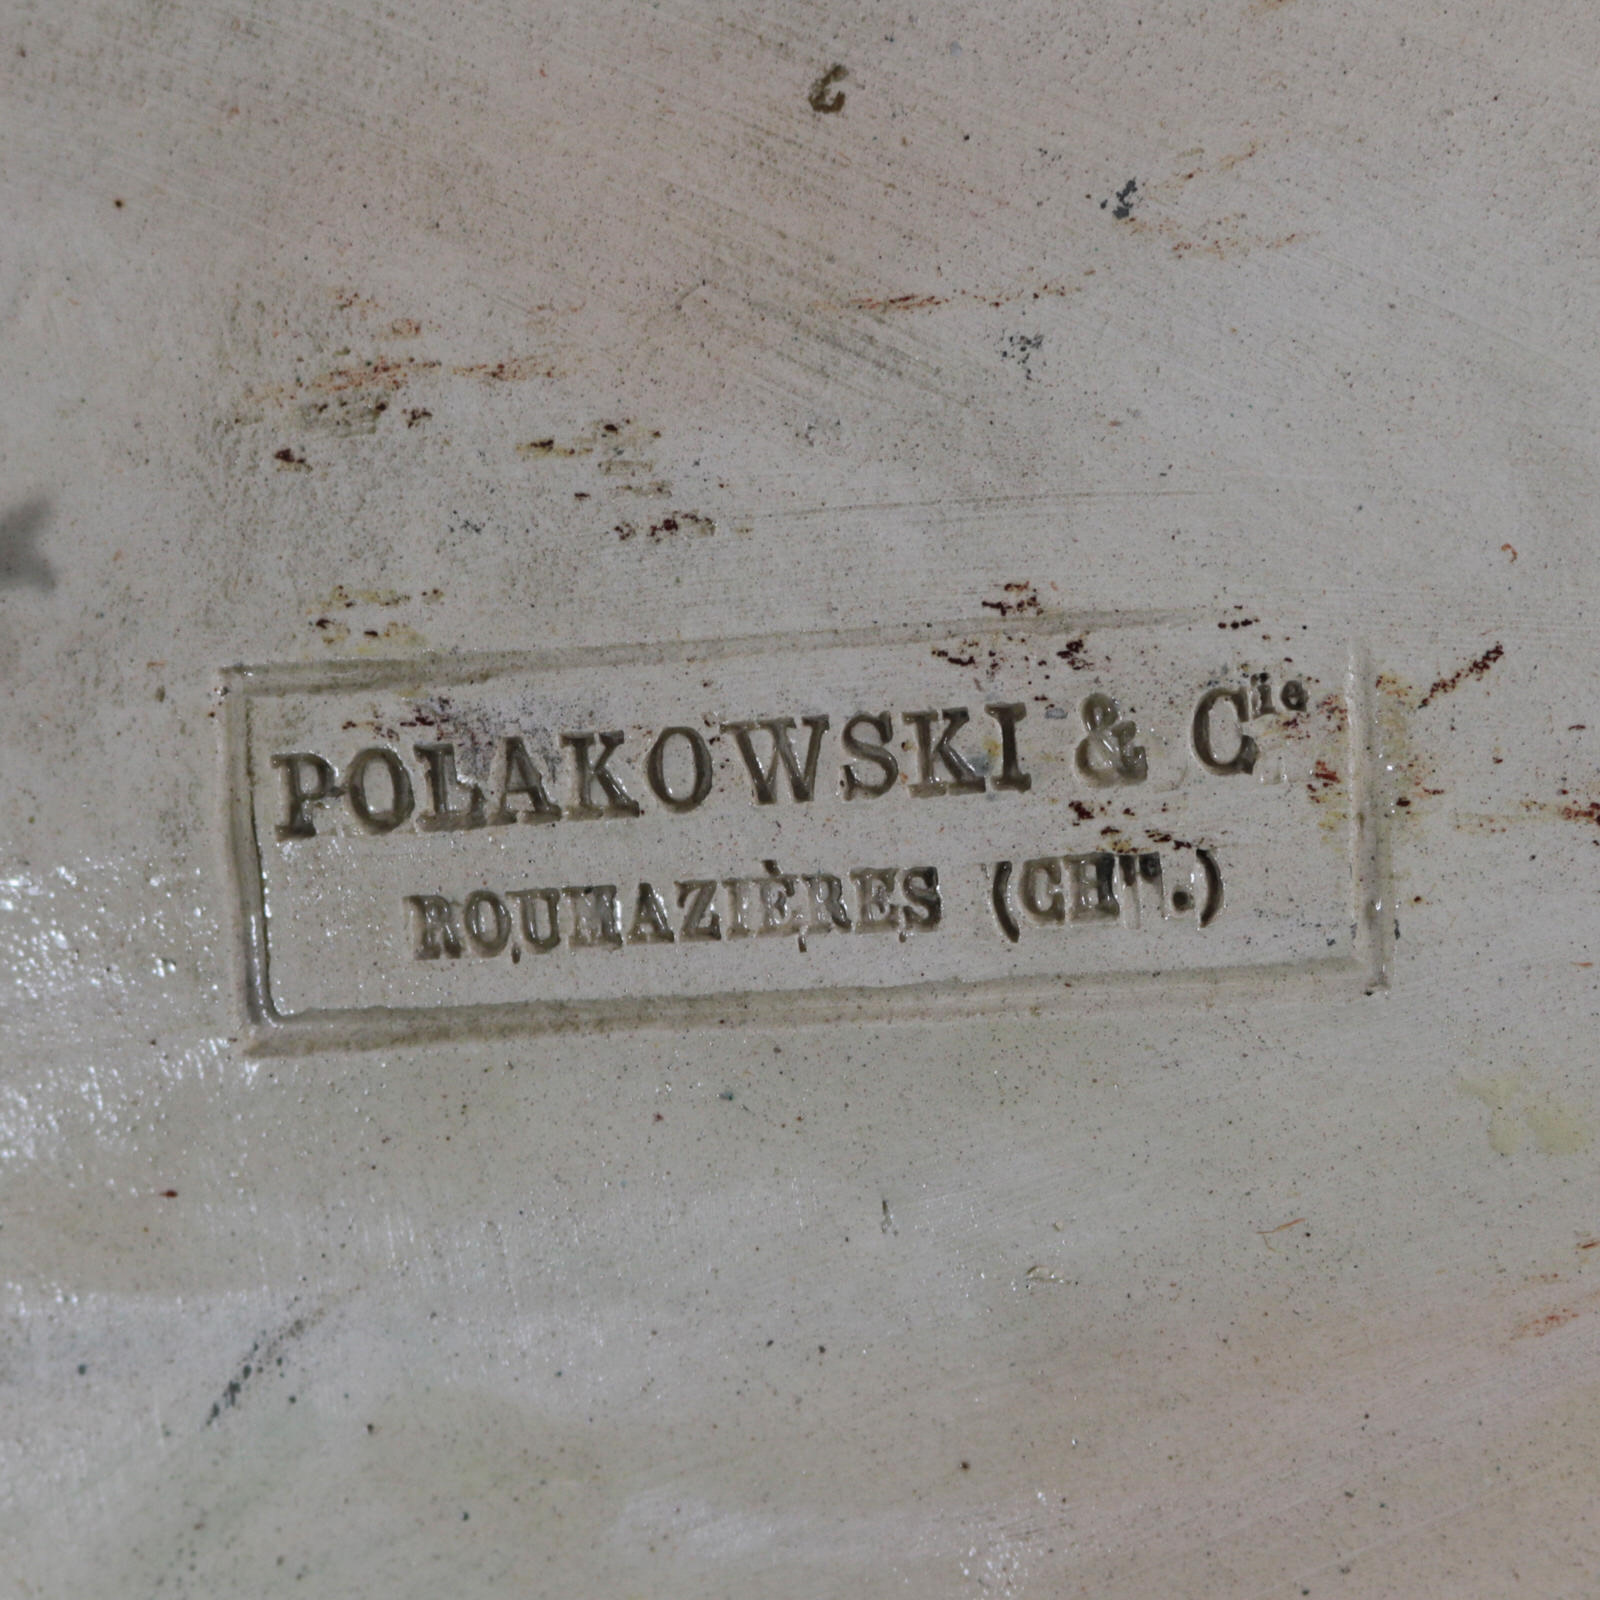 POLAKOWSKI & Cie
ROUMAZIÈRES (CHte.)